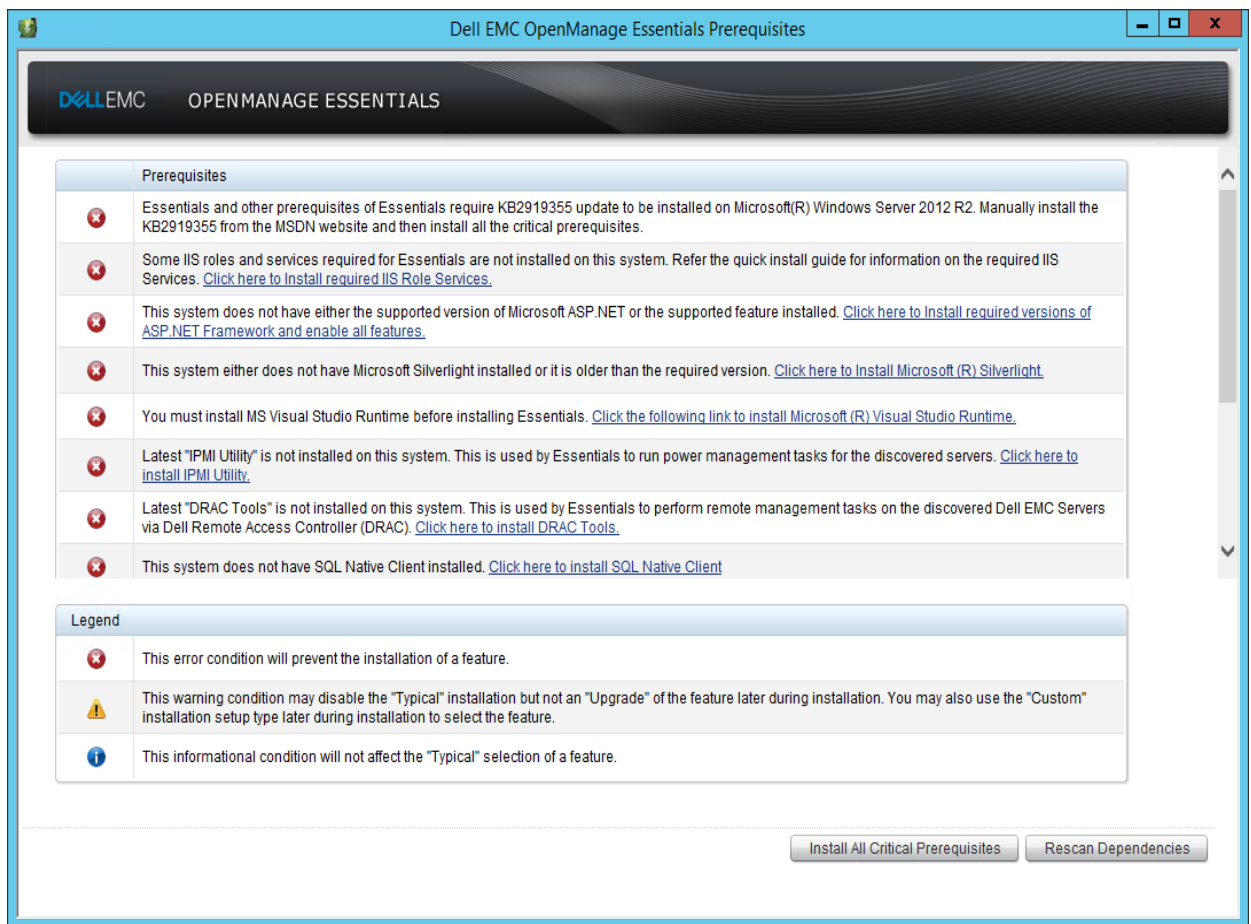 Dell EMC OpenManage Essentials Prerequisites
DELLEMC OPENMANAGE ESSENTIALS
Prerequisites
Essentials and other prerequisites of Essentials require KB2919355 update to be installed on Microsoft(R) Windows Server 2012 R2. Manually install the
KB2919355 from the MSDN website and then install all the critical prerequisites.
Some IIS roles and services required for Essentials are not installed on this system. Refer the quick install guide for information on the required IIS
Services. Click here to Install required IIS Role Services.
This system does not have either the supported version of Microsoft ASP.NET or the supported feature installed. Click here to Install required versions of
ASP.NET Framework and enable all features.
This system either does not have Microsoft Silverlight installed or it is older than the required version. Click here to Install Microsoft (R) Silverlight.
You must install MS Visual Studio Runtime before installing Essentials. Click the following link to install Microsoft (R) Visual Studio Runtime.
Latest "IPMI Utility" is not installed on this system. This is used by Essentials to run power management tasks for the discovered servers. Click here to
install IPMI Utility.
Latest "DRAC Tools" is not installed on this system. This is used by Essentials to perform remote management tasks on the discovered Dell EMC Servers
via Dell Remote Access Controller (DRAC). Click here to install DRAC Tools.
This system does not have SQL Native Client installed. Click here to install SQL Native Client
Legend
This error condition will prevent the installation of a feature.
This warning condition may disable the "Typical" installation but not an "Upgrade" of the feature later during installation. You may also use the "Custom"
installation setup type later during installation to select the feature.
This informational condition will not affect the "Typical" selection of a feature.
Install All Critical Prerequisites Rescan Dependencies